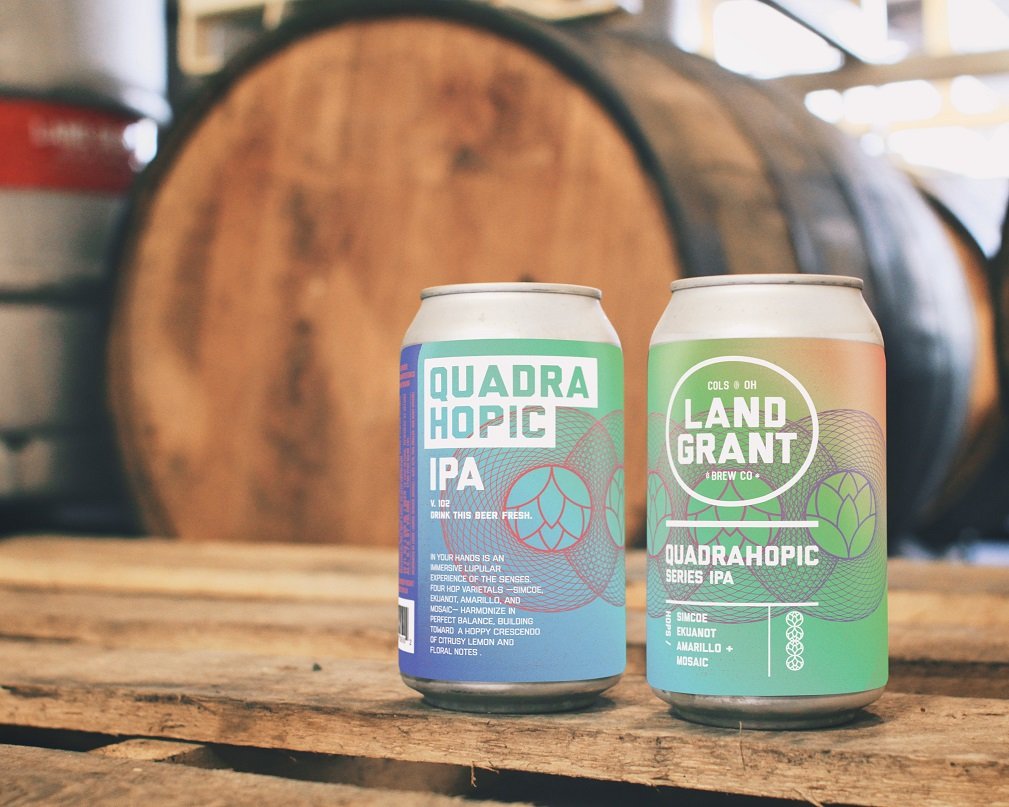 QUADRA
HOPIC
IPA
V. 102
DRINK THIS BEER FRESH.
IN YOUR HANDS IS AN
IMMERSIVE LUPULAR
EXPERIENCE OF THE SENSES.
FOUR HOP VARIETALS —SIMCOE,
EKUANOT, AMARILLO, AND
MOSAIC— HARMONIZE IN
PERFECT BALANCE, BUILDING
TOWARD A HOPPY CRESCENDO
OF CITRUSY LEMON AND
FLORAL NOTES .
COLS @ OH
LAND
GRANT
BREW CO
QUADRAHOPIC
SERIES IPA
HOPS /
SIMCOE
EKUANOT
AMARILLO +
MOSAIC